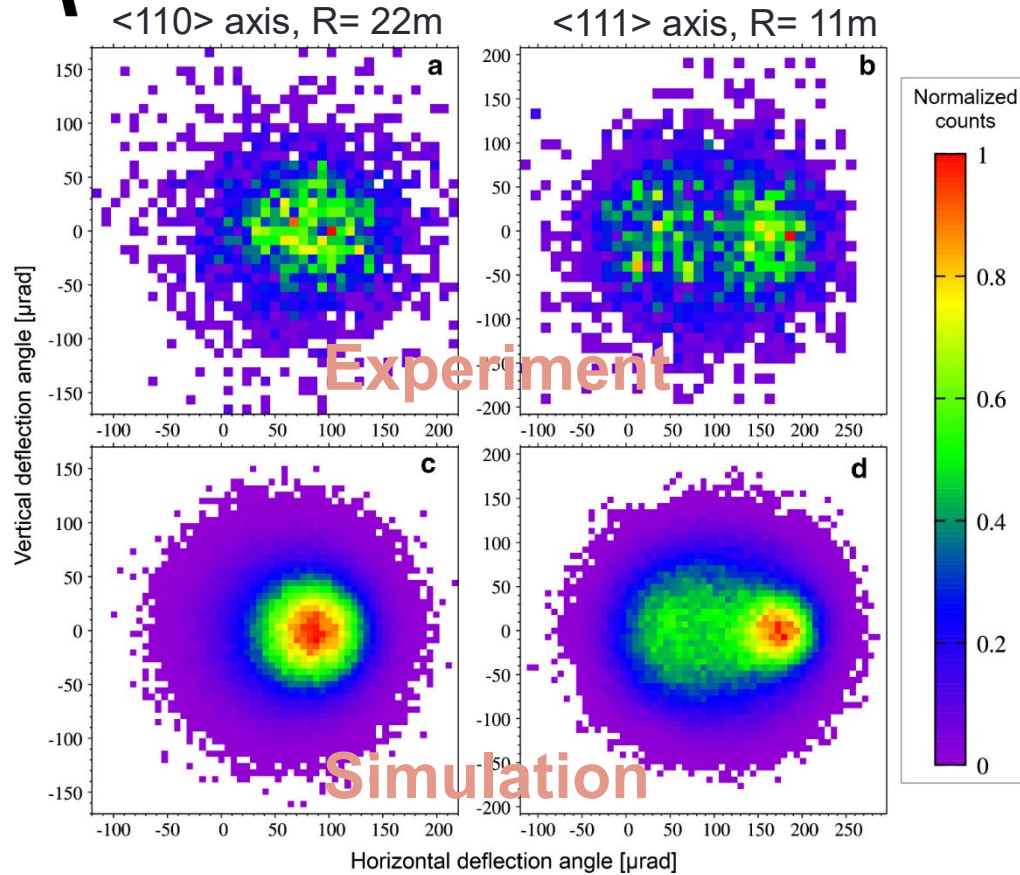 <110> axis, R= 22m
<111> axis, R= 11m
a
150
100
50
0
-50
-100
-150
-100 -50 0 50 100 150 200
b
200
150
100
50
0
-50
-100
-150
-200
-100 -50 0 50 100 150 200 250
Experiment
Normalized
counts
1
0.8
0.6
0.4
0.2
0
Vertical deflection angle [µrad]
c
150
100
50
0
-50
-100
-150
-100 -50 0 50 100 150 200
d
200
150
100
50
0
-50
-100
-150
-200
-100 -50 0 50 100 150 200 250
Simulation
Horizontal deflection angle [µrad]